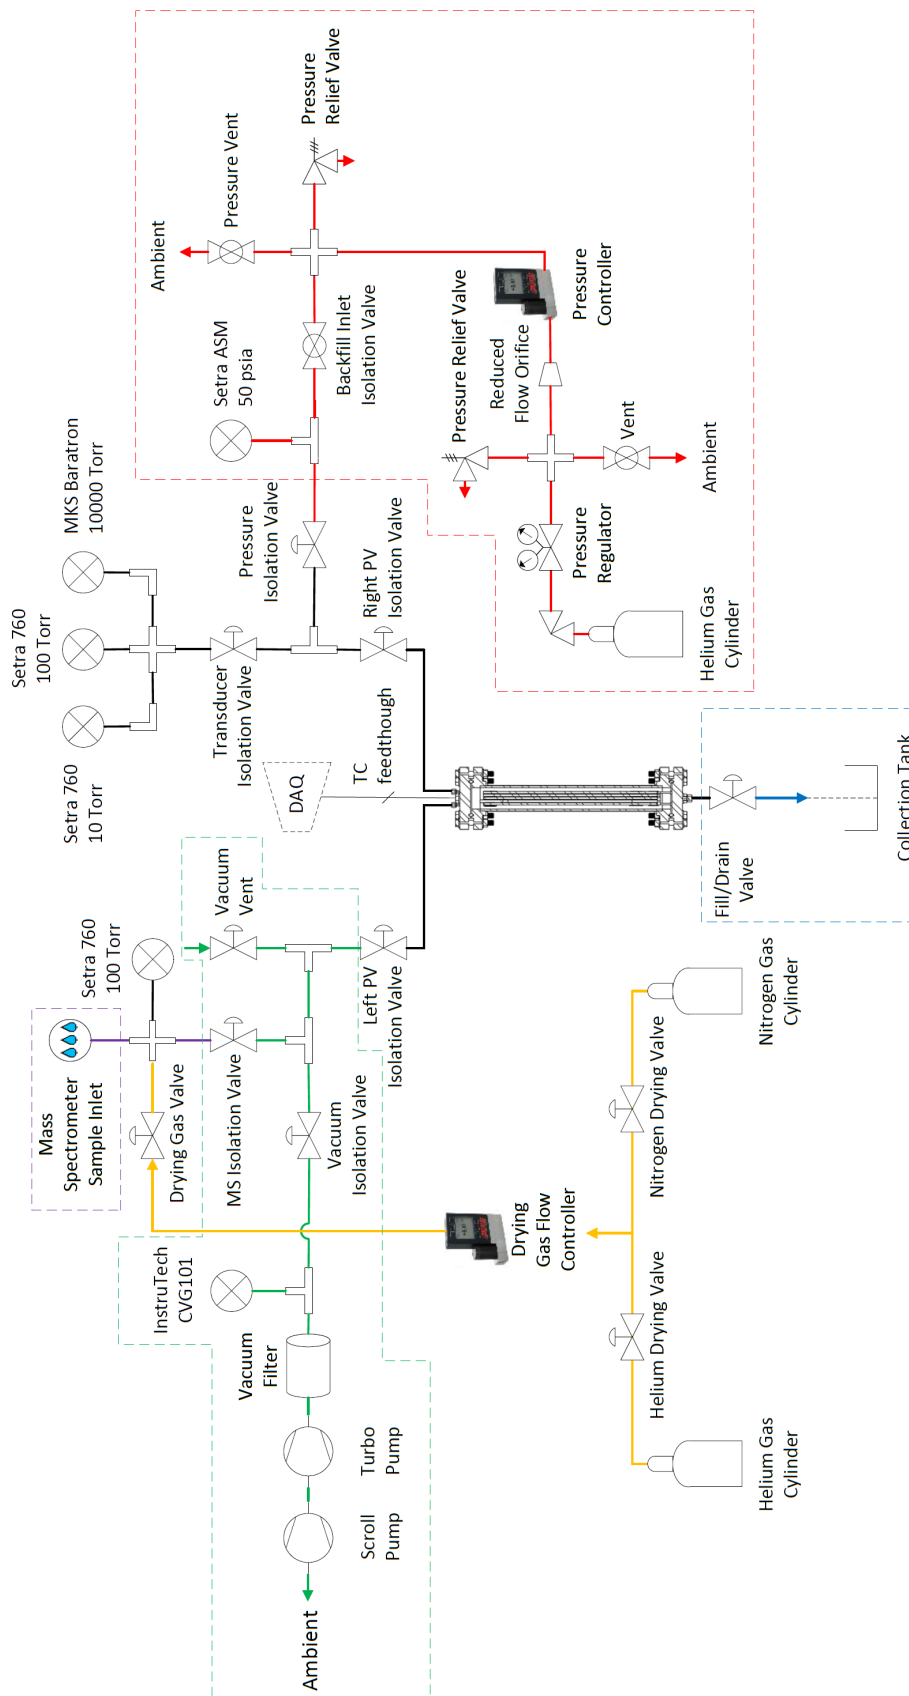 Ambient
Pressure Vent
Pressure
Relief Valve
Setra ASM
50 psia
Backfill Inlet
Isolation Valve
Pressure Relief Valve
Reduced
Flow Orifice
Pressure
Controller
MKS Baratron
10000 Torr
Setra 760
100 Torr
Setra 760
10 Torr
Pressure
Isolation Valve
Right PV
Isolation Valve
Transducer
Isolation Valve
Vent
Ambient
Pressure
Regulator
Helium Gas
Cylinder
DAQ
TC
feedthough
Vacuum
Vent
Setra 760
100 Torr
Left PV
Isolation Valve
Fill/Drain
Valve
Collection Tank
Mass
Spectrometer
Sample Inlet
Drying Gas Valve
MS Isolation Valve
Vacuum
Isolation Valve
Nitrogen Gas
Cylinder
Nitrogen Drying Valve
Drying
Gas Flow
Controller
InstruTech
CVG101
Vacuum
Filter
Helium Drying Valve
Turbo
Pump
Scroll
Pump
Helium Gas
Cylinder
Ambient